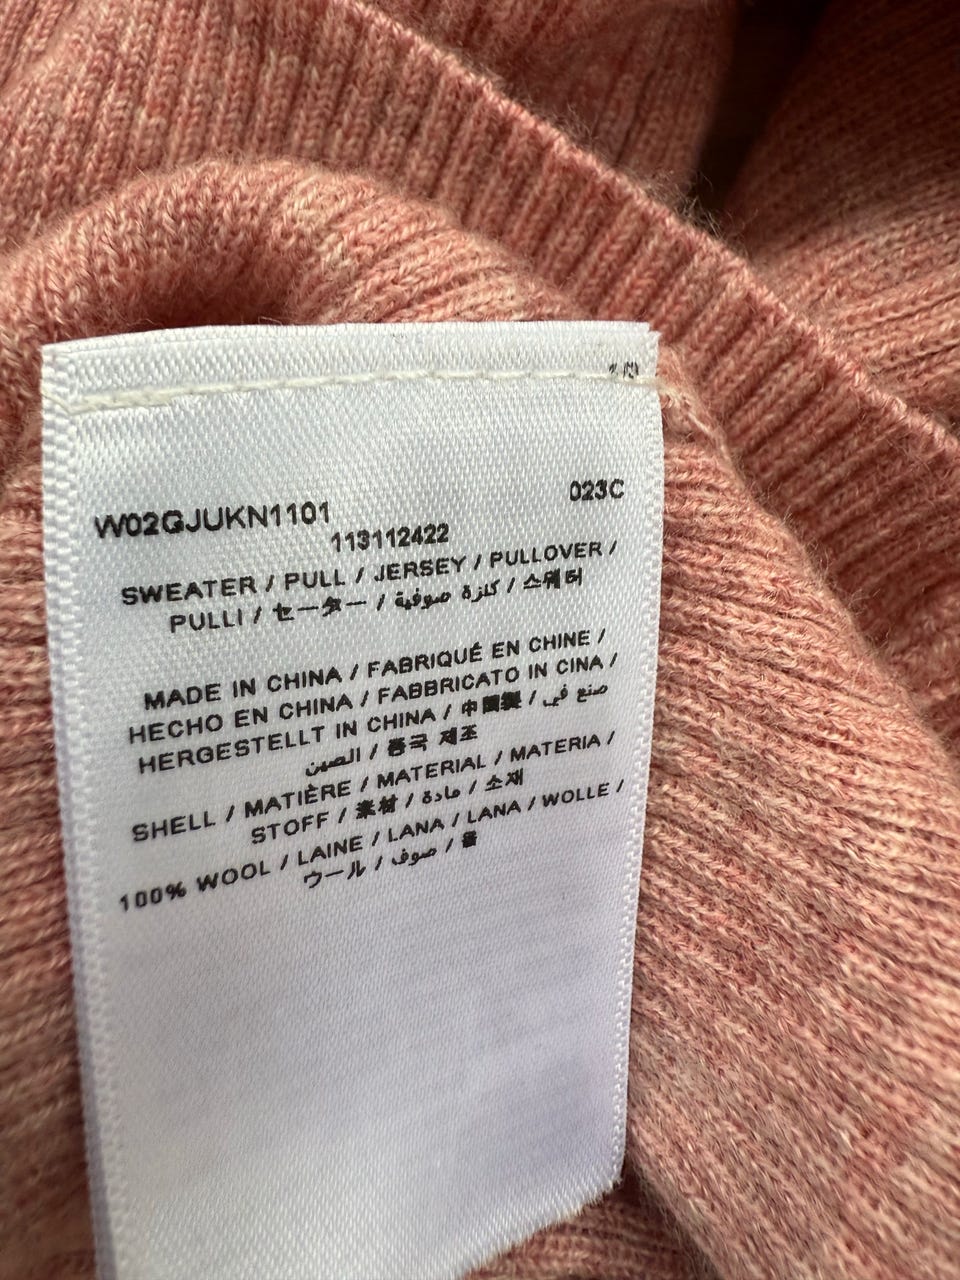 W02GJUKN1101 023C
113112422
SWEATER / PULL / JERSEY / PULLOVER /
PULLI / セーター / كنزة صوفية / 스웨터
MADE IN CHINA / FABRIQUÉ EN CHINE /
HECHO EN CHINA / FABBRICATO IN CINA /
HERGESTELLT IN CHINA / 中國製 / صنع في
الصين / 중국 제조
SHELL / MATIÈRE / MATERIAL / MATERIA /
STOFF / 素材 / مادة / 소재
100% WOOL / LAINE / LANA / LANA / WOLLE /
ウール / صوف / 울